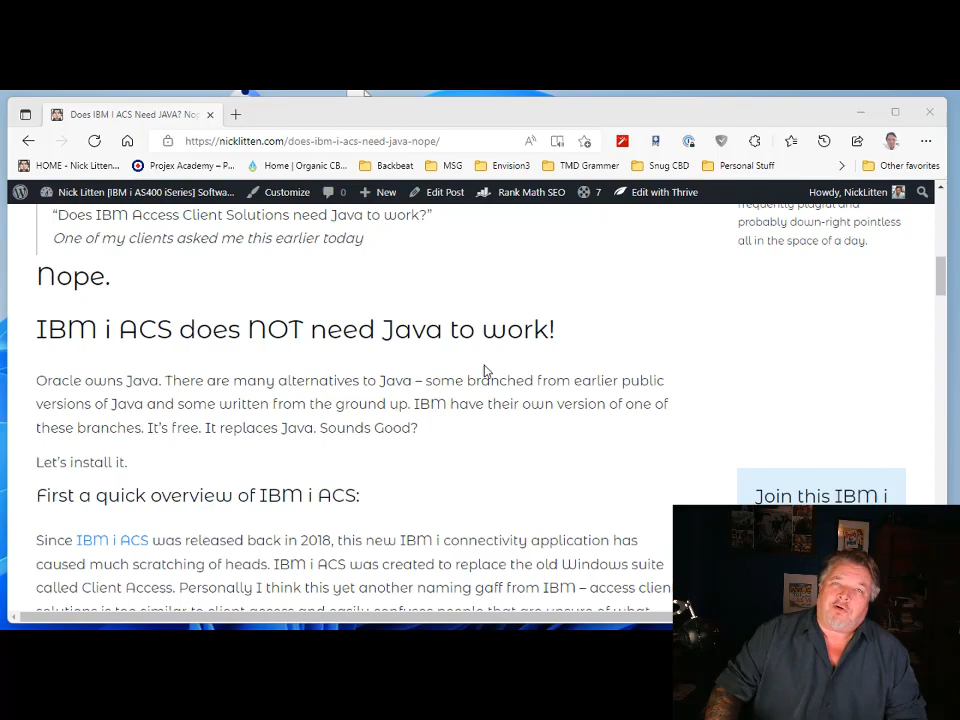 Does IBM I ACS Need JAVA? Nop
https://nicklitten.com/does-ibm-i-acs-need-java-nope/
HOME - Nick Litten... Projex Academy – P... Home | Organic CB... Backbeat MSG Envision3 TMD Grammer Snug CBD Personal Stuff Other favorites
Nick Litten [IBM i AS400 iSeries] Softwa... Customize 0 New Edit Post Rank Math SEO 7 Edit with Thrive Howdy, NickLitten
frequently playful and
probably down-right pointless
all in the space of a day.
“Does IBM Access Client Solutions need Java to work?”
One of my clients asked me this earlier today
Nope.
IBM i ACS does NOT need Java to work!
Oracle owns Java. There are many alternatives to Java – some branched from earlier public
versions of Java and some written from the ground up. IBM have their own version of one of
these branches. It’s free. It replaces Java. Sounds Good?
Let’s install it.
First a quick overview of IBM i ACS:
Since IBM i ACS was released back in 2018, this new IBM i connectivity application has
caused much scratching of heads. IBM i ACS was created to replace the old Windows suite
called Client Access. Personally I think this yet another naming gaff from IBM – access clien
solutions is too similar to client access and easily confuses people that are unsure of what
Join this IBM i